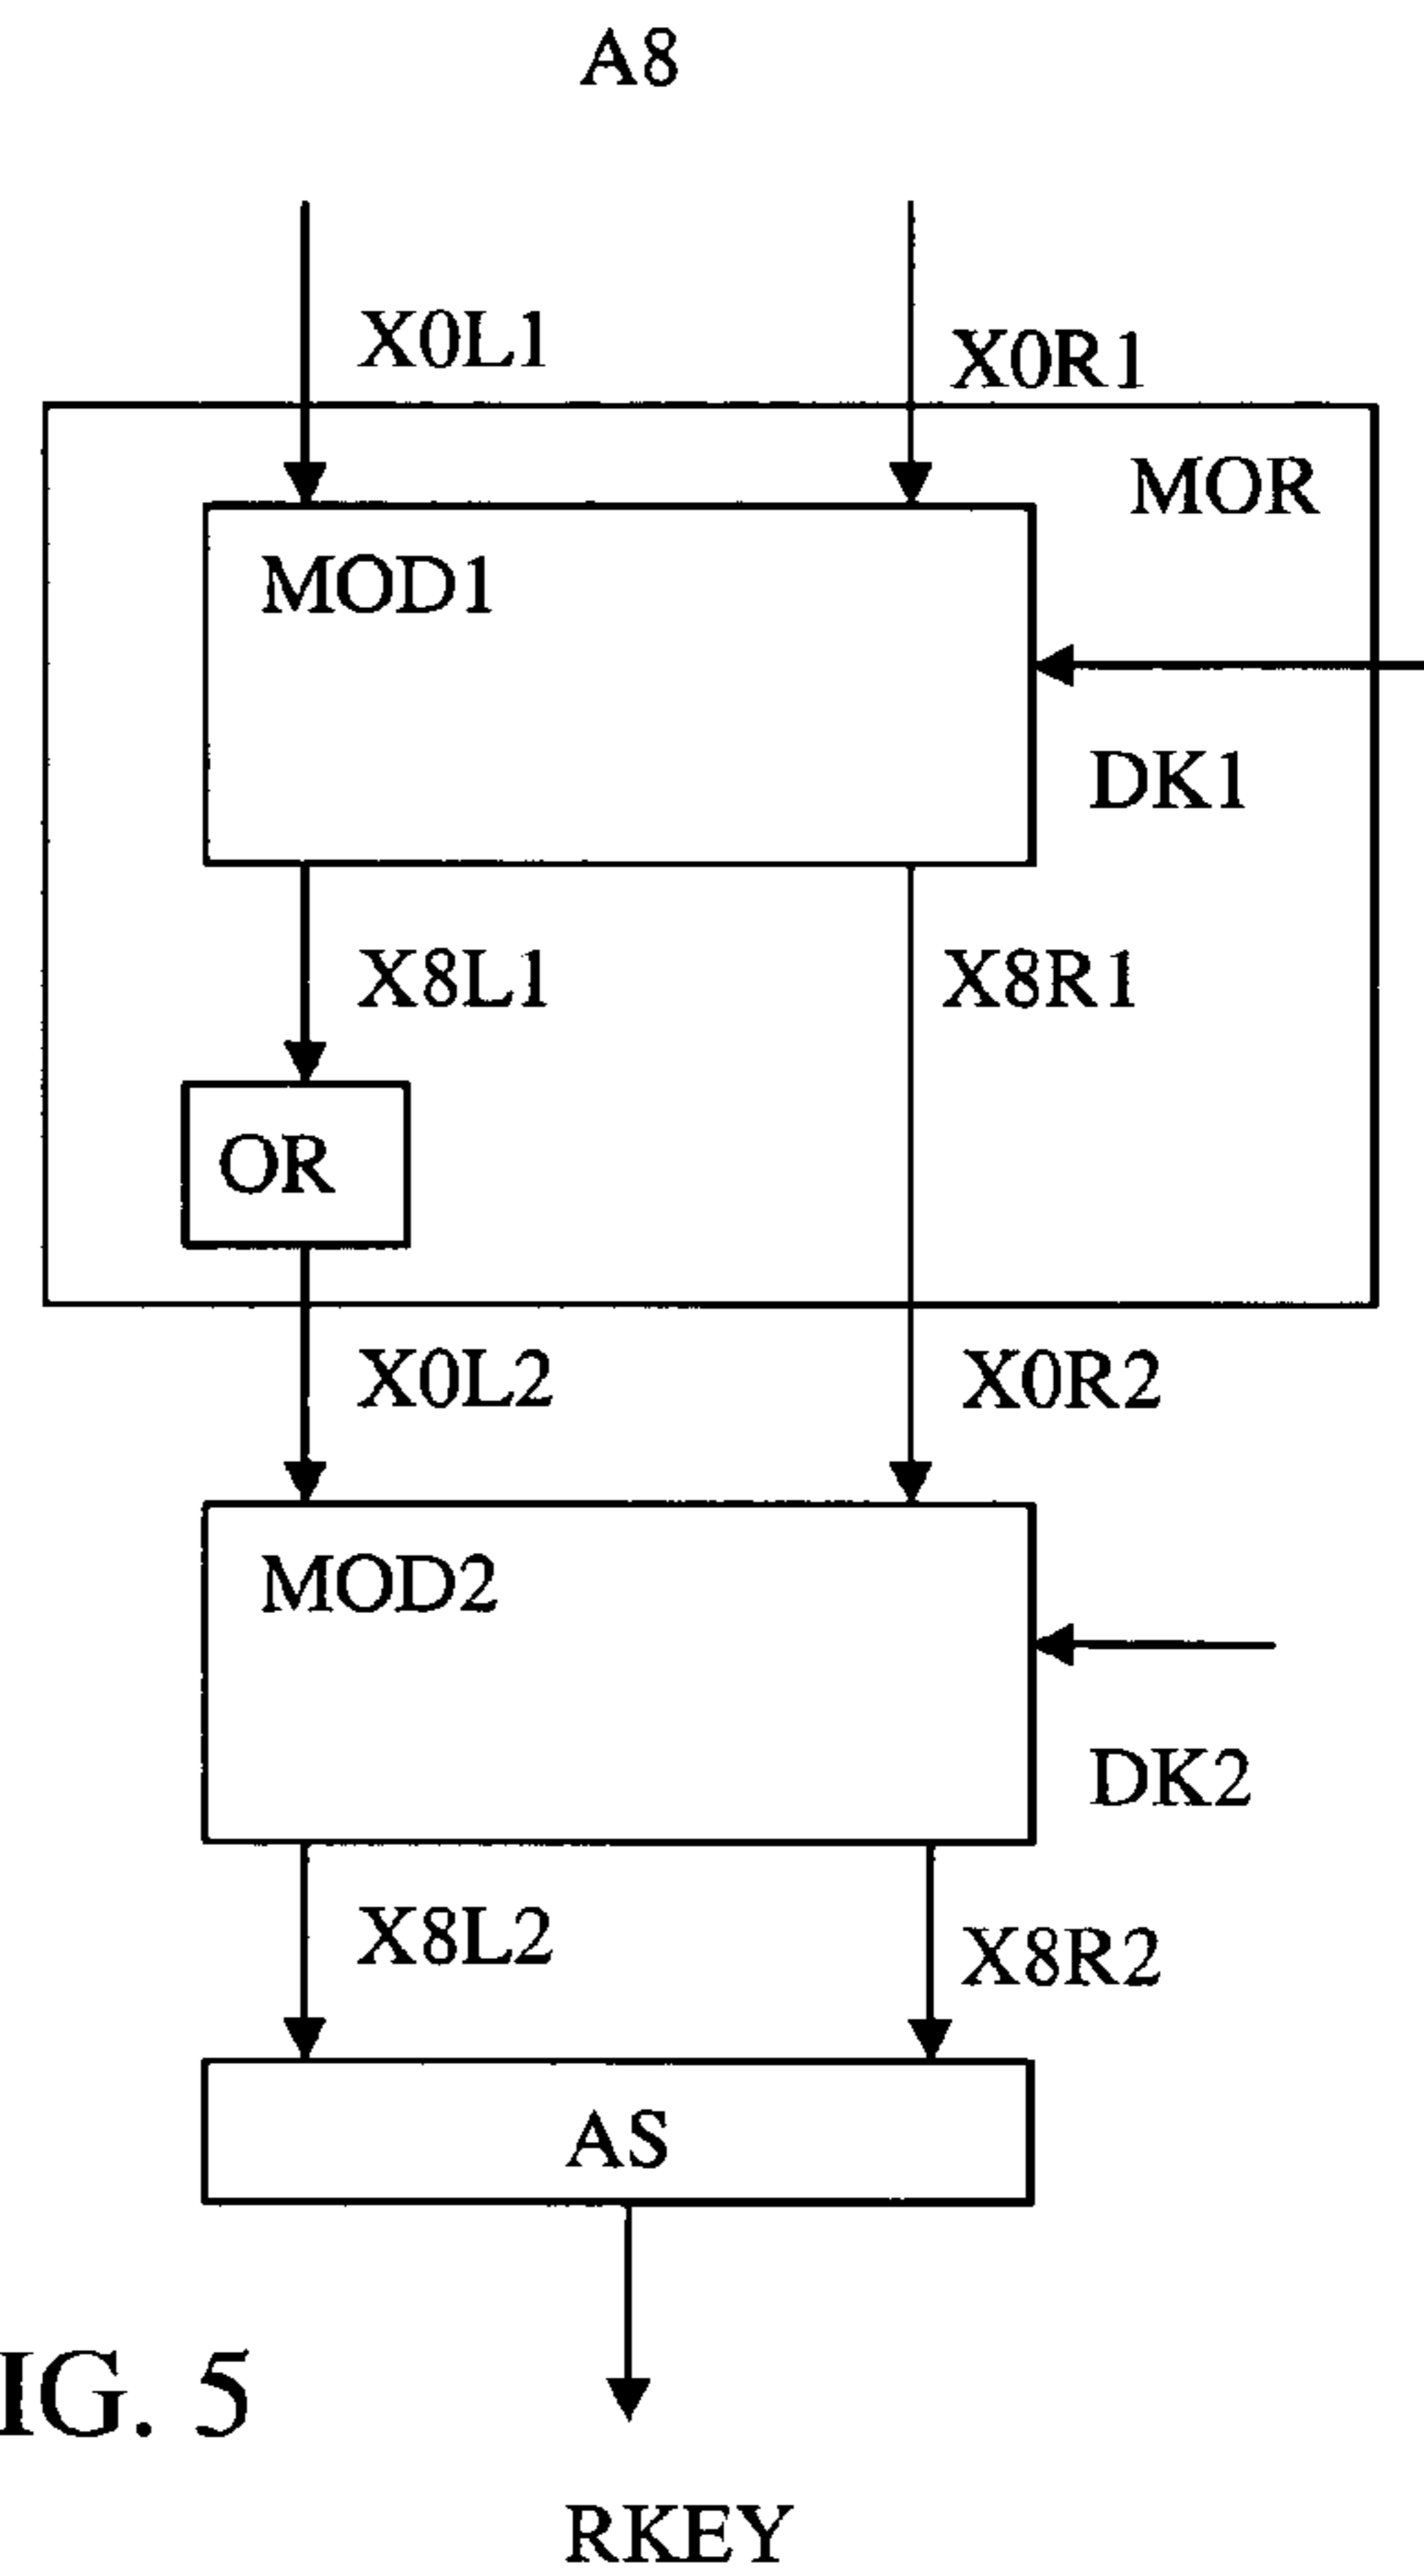 A8
X0L1
X0R1
MOR
MOD1
DK1
X8L1
X8R1
OR
X0L2
X0R2
MOD2
DK2
X8L2
X8R2
AS
IG. 5
RKEY